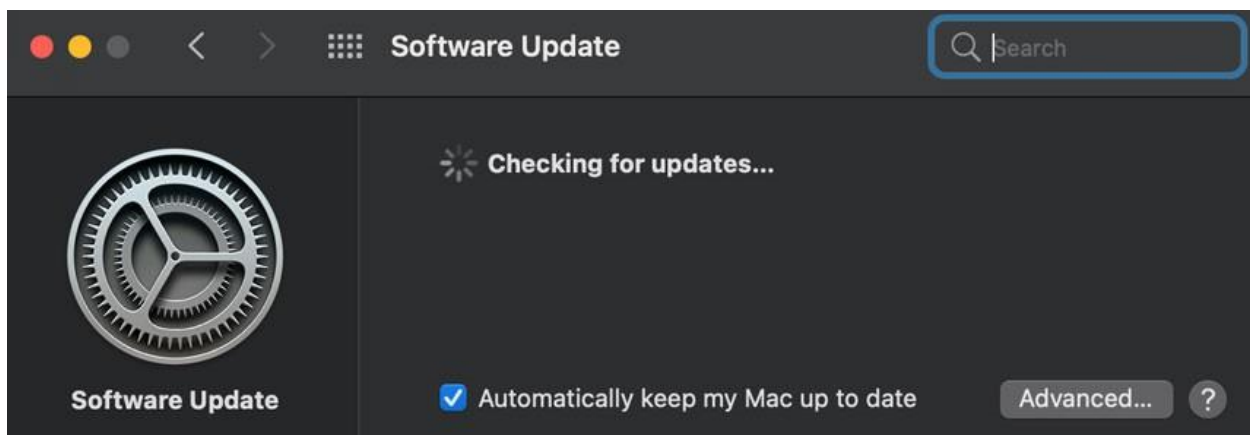 Software Update
Search
Checking for updates...
Software Update
Automatically keep my Mac up to date
Advanced...
?